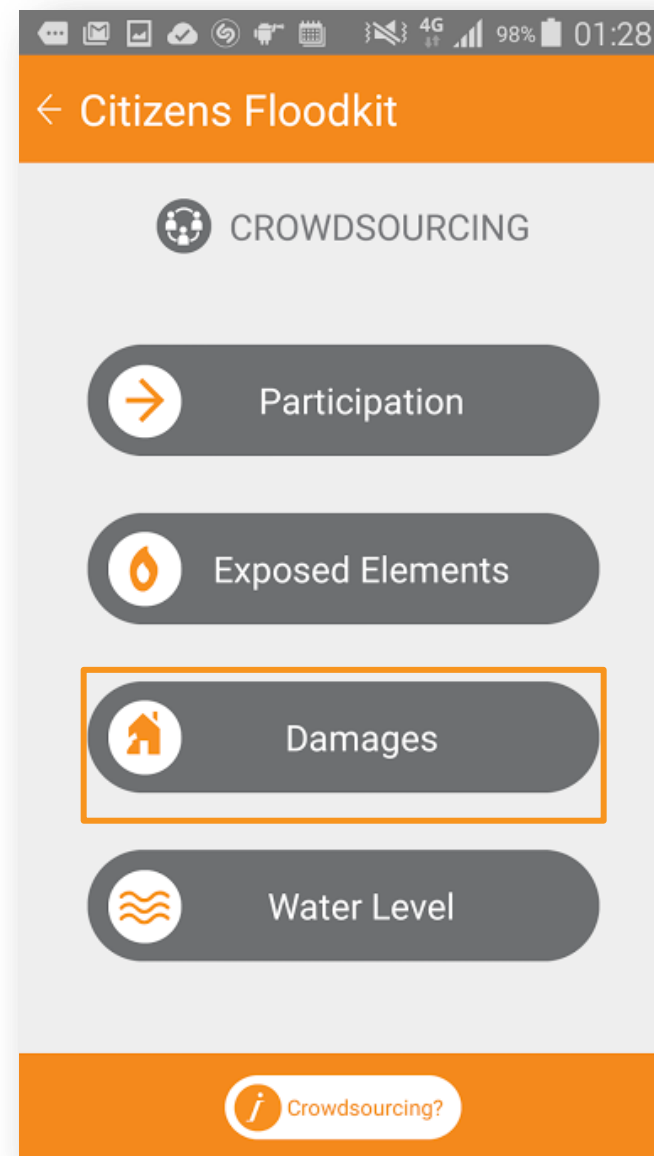 4G 98% 01:28
← Citizens Floodkit
CROWDSOURCING
Participation
Exposed Elements
Damages
Water Level
i Crowdsourcing?